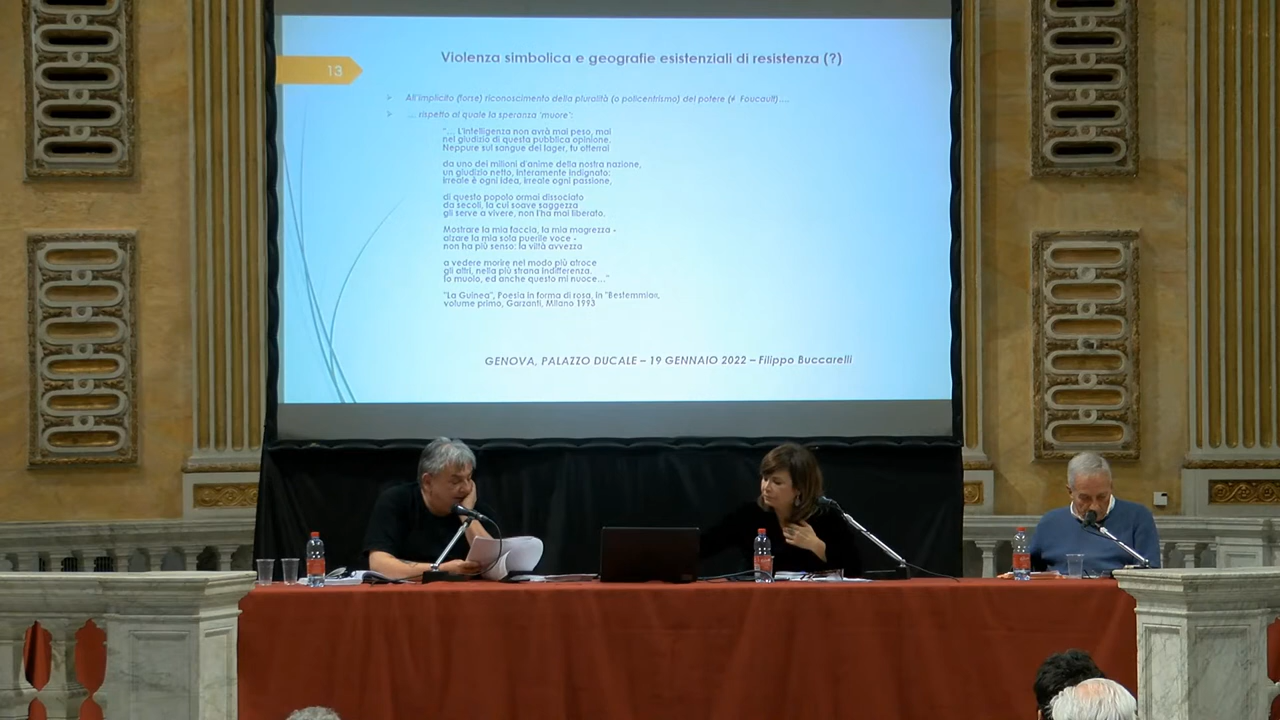 13
Violenza simbolica e geografie esistenziali di resistenza (?)
All'implicito (forse) riconoscimento della pluralità (o policentrismo) del potere (≠ Foucault)….
… rispetto al quale la speranza 'muore':
"… L'intelligenza non avrà mai peso, mai
nel giudizio di questa pubblica opinione.
Neppure sul sangue dei lager, tu otterrai
da uno dei milioni d'anime della nostra nazione,
un giudizio netto, interamente indignato:
irreale è ogni idea, irreale ogni passione,
di questo popolo ormai dissociato
da secoli, la cui soave saggezza
gli serve a vivere, non l'ha mai liberato.
Mostrare la mia faccia, la mia magrezza -
alzare la mia sola puerile voce -
non ha più senso: la viltà avvezza
a vedere morire nel modo più atroce
gli altri, nella più strana indifferenza.
Io muoio, ed anche questo mi nuoce…"
"La Guinea", Poesia in forma di rosa, in "Bestemmia»,
volume primo, Garzanti, Milano 1993
GENOVA, PALAZZO DUCALE – 19 GENNAIO 2022 – Filippo Buccarelli